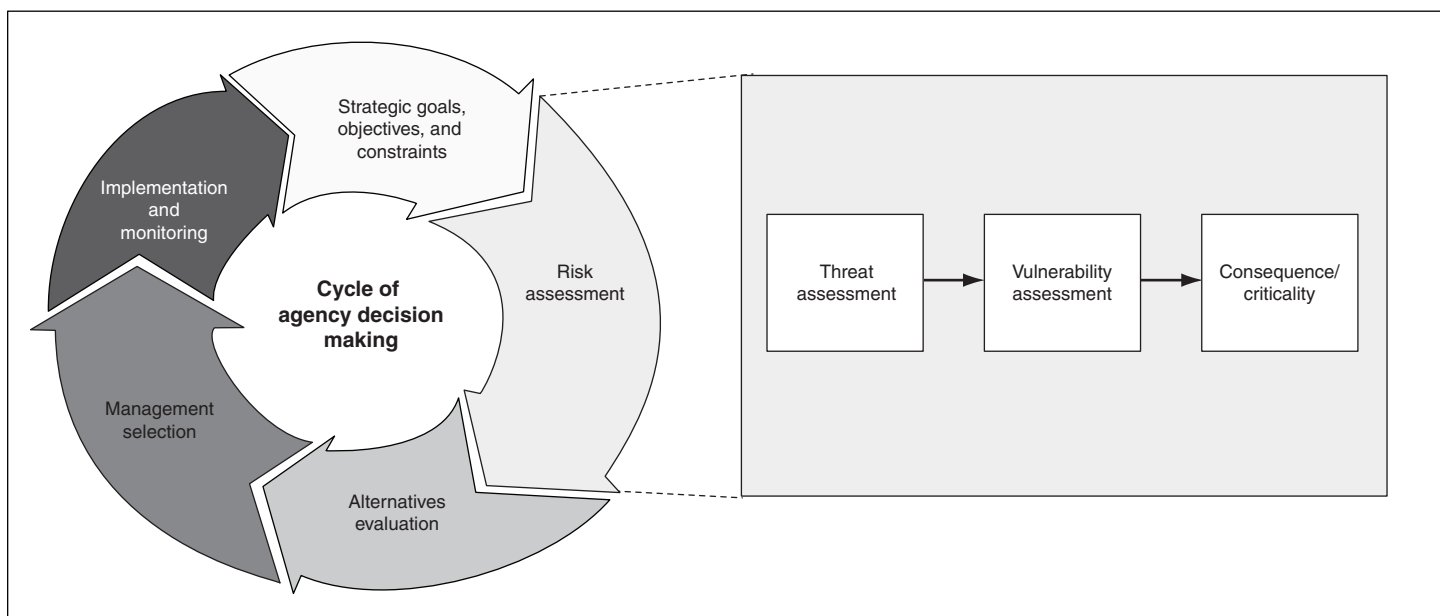 Strategic goals,
objectives, and
constraints
Implementation
and
monitoring
Cycle of
agency decision
making
Risk
assessment
Management
selection
Alternatives
evaluation
Threat
assessment
Vulnerability
assessment
Consequence/
criticality